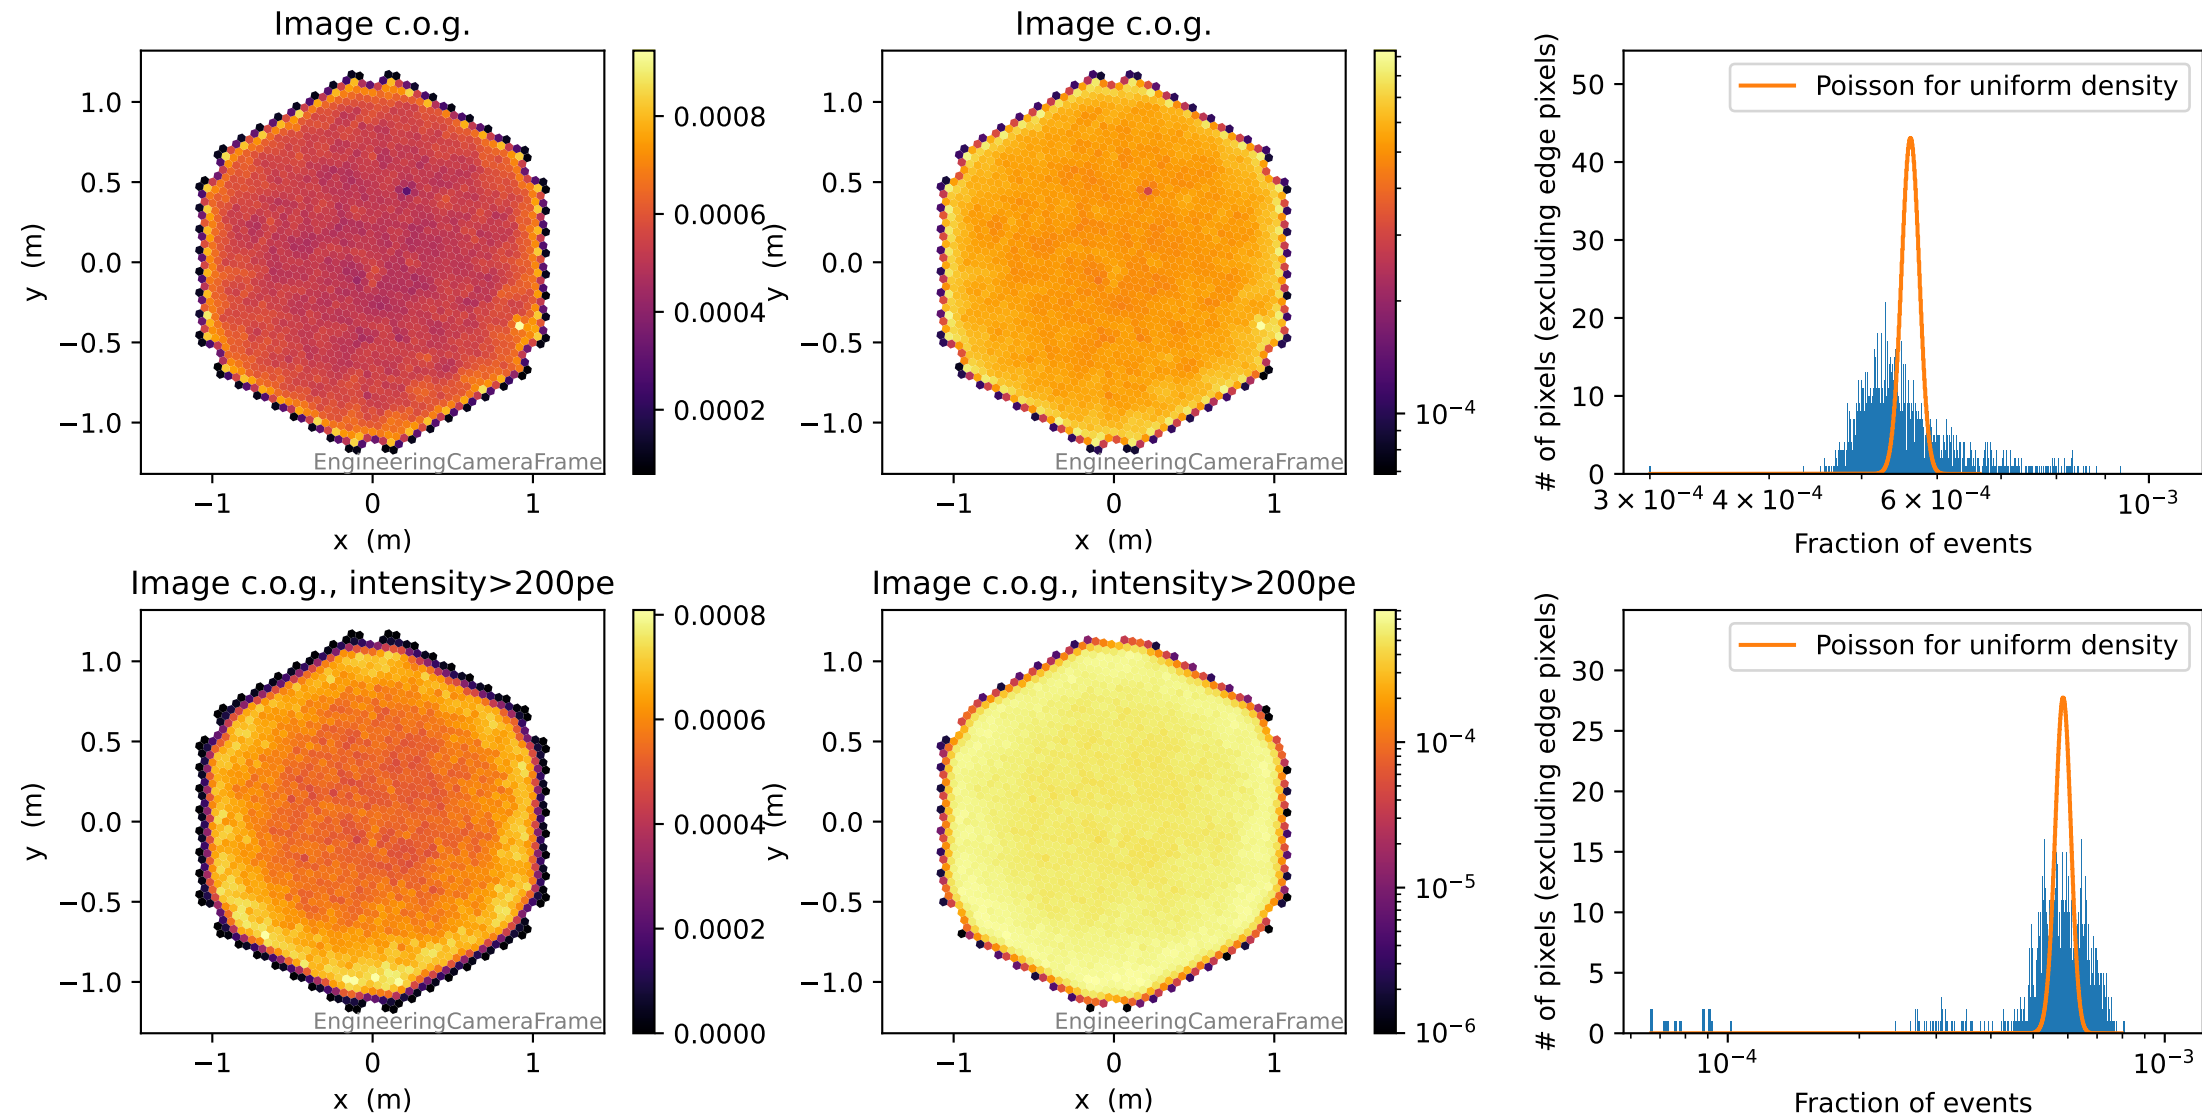 Image c.o.g.
1.0
0.5
0.0
−0.5
−1.0
y (m)
−1
0
1
x (m)
EngineeringCameraFrame
0.0008
0.0006
0.0004
0.0002
Image c.o.g.
1.0
0.5
0.0
−0.5
−1.0
y (m)
−1
0
1
x (m)
EngineeringCameraFrame
10⁻⁴
Poisson for uniform density
50
40
30
20
10
0
# of pixels (excluding edge pixels)
3 × 10⁻⁴
4 × 10⁻⁴
6 × 10⁻⁴
10⁻³
Fraction of events
Image c.o.g., intensity>200pe
1.0
0.5
0.0
−0.5
−1.0
y (m)
−1
0
1
x (m)
EngineeringCameraFrame
0.0008
0.0006
0.0004
0.0002
0.0000
Image c.o.g., intensity>200pe
1.0
0.5
0.0
−0.5
−1.0
y (m)
−1
0
1
x (m)
EngineeringCameraFrame
10⁻⁴
10⁻⁵
10⁻⁶
Poisson for uniform density
30
25
20
15
10
5
0
# of pixels (excluding edge pixels)
10⁻⁴
10⁻³
Fraction of events